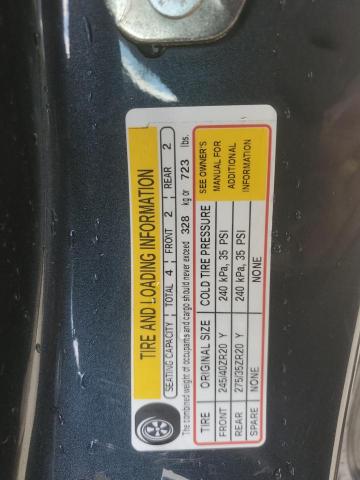 TIRE AND LOADING INFORMATION
SEATING CAPACITY | TOTAL 4 | FRONT 2 | REAR 2
The combined weight of occupants and cargo should never exceed 328 kg or 723 lbs.
TIRE ORIGINAL SIZE COLD TIRE PRESSURE SEE OWNER'S MANUAL FOR ADDITIONAL INFORMATION
FRONT 245/40ZR20 Y 240 kPa, 35 PSI
REAR 275/35ZR20 Y 240 kPa, 35 PSI
SPARE NONE NONE